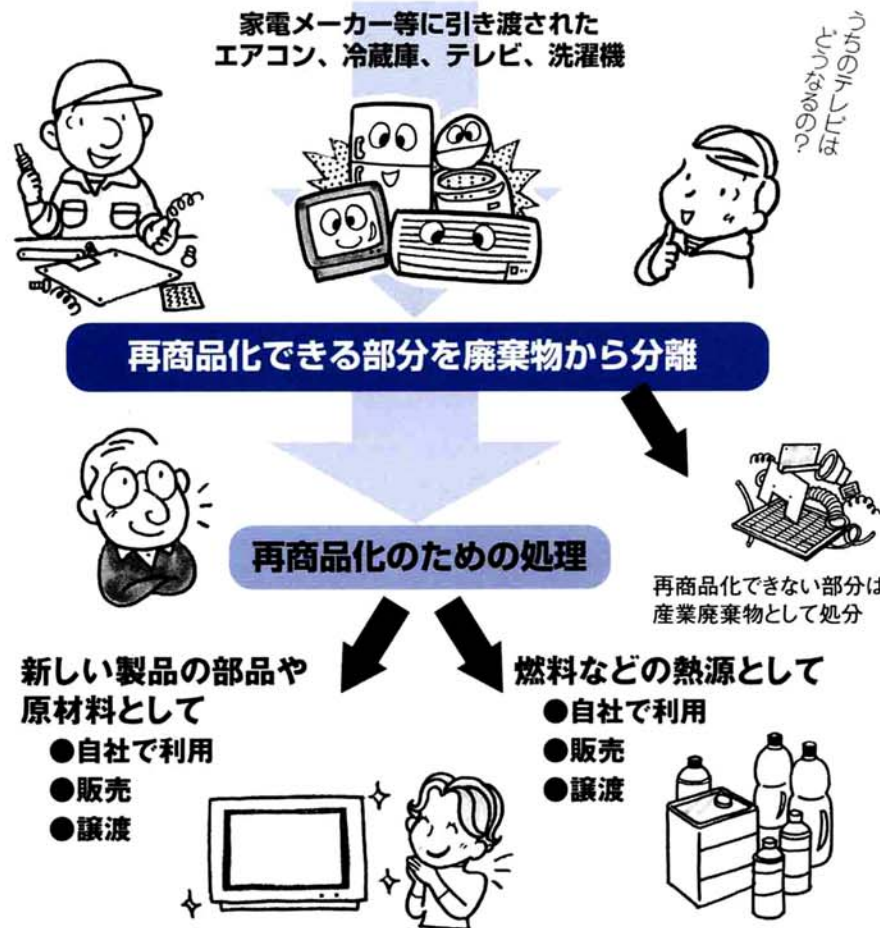 家電メーカー等に引き渡された
エアコン、冷蔵庫、テレビ、洗濯機
うちのテレビは
どうなるの?
再商品化できる部分を廃棄物から分離
再商品化のための処理
再商品化できない部分は
産業廃棄物として処分
新しい製品の部品や
原材料として
●自社で利用
●販売
●譲渡
燃料などの熱源として
●自社で利用
●販売
●譲渡